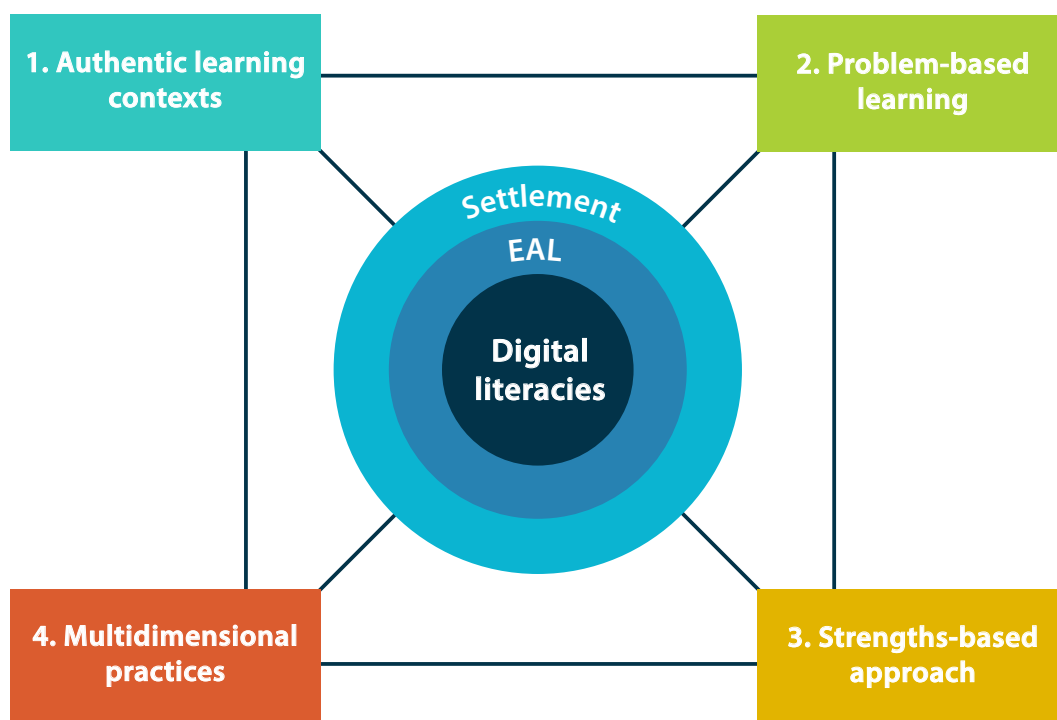 1. Authentic learning
contexts
2. Problem-based
learning
Settlement
EAL
Digital
literacies
4. Multidimensional
practices
3. Strengths-based
approach